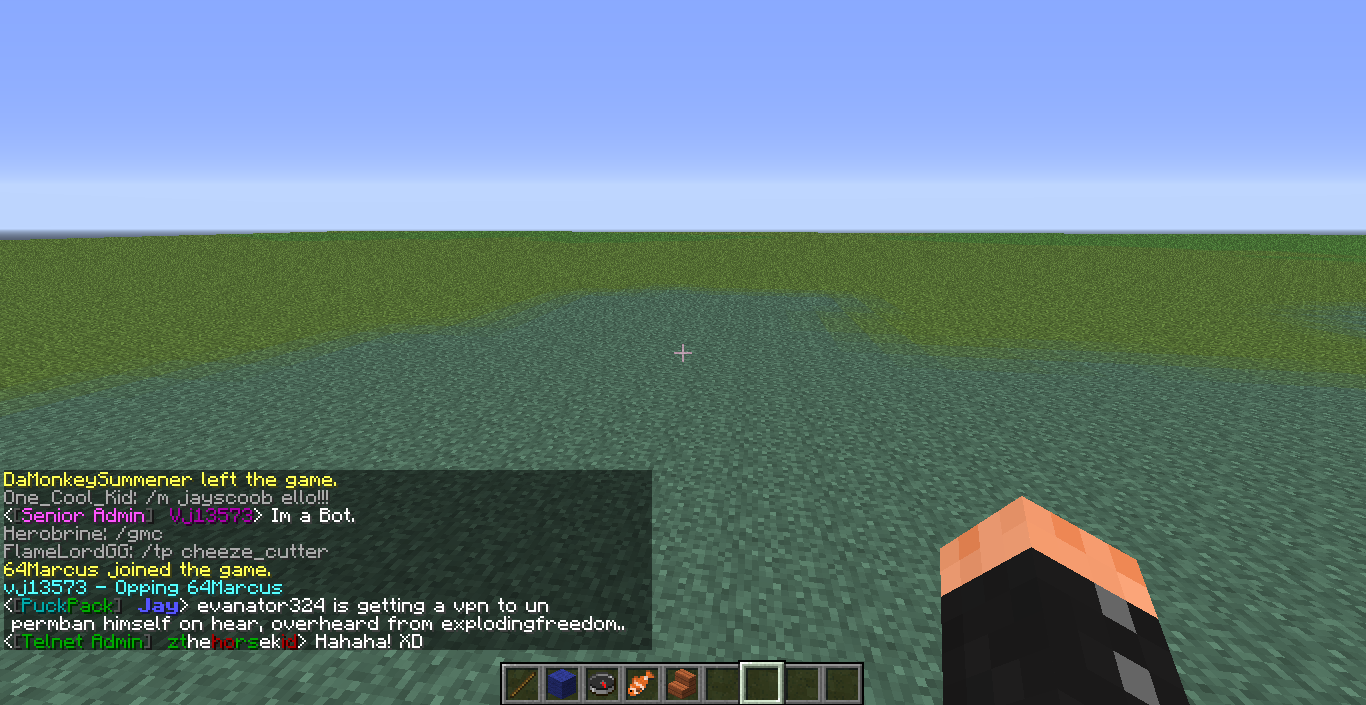 DaMonkeySummener left the game.
One_Cool_Kid: /m jayscoob ello!!!
<[Senior Admin] Vj13573> Im a Bot.
Herobrine: /gmc
FlameLordGG: /tp cheeze_cutter
64Marcus joined the game.
vj13573 - Opping 64Marcus
<[PuckPack] Jay> evanator324 is getting a vpn to un
permban himself on hear, overheard from explodingfreedom..
<[Telnet Admin] zthehorsekid> Hahaha! XD